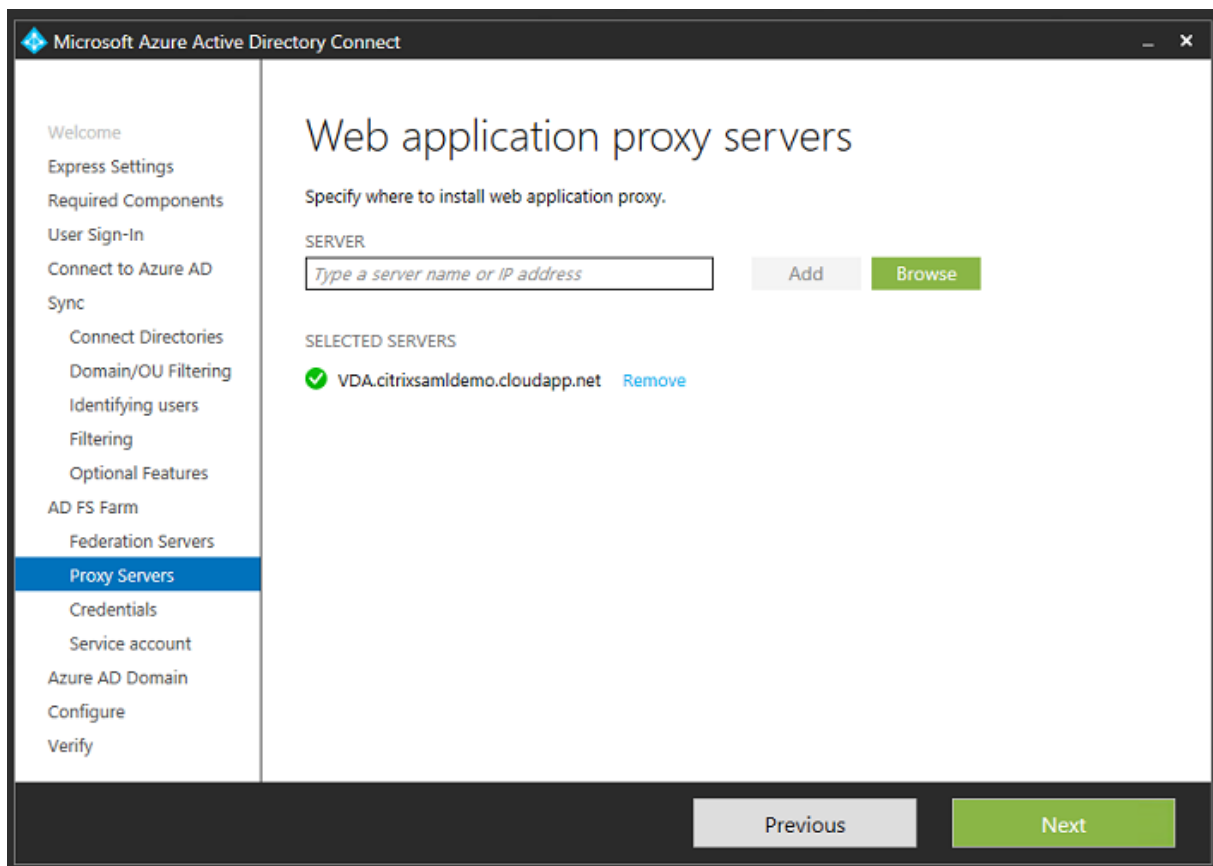 Microsoft Azure Active Directory Connect
Welcome
Express Settings
Required Components
User Sign-In
Connect to Azure AD
Sync
Connect Directories
Domain/OU Filtering
Identifying users
Filtering
Optional Features
AD FS Farm
Federation Servers
Proxy Servers
Credentials
Service account
Azure AD Domain
Configure
Verify
Web application proxy servers
Specify where to install web application proxy.
SERVER
Type a server name or IP address
Add
Browse
SELECTED SERVERS
VDA.citrixsamldemo.cloudapp.net Remove
Previous
Next